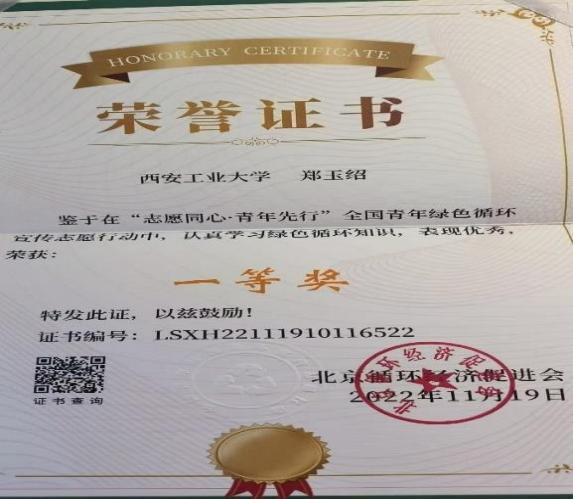 HONORARY CERTIFICATE
荣誉证书
西安工业大学 郑玉绍
鉴于在“志愿同心·青年先行”全国青年绿色循环
宣传志愿行动中，认真学习绿色循环知识，表现优秀，
荣获：
一等奖
特发此证，以兹鼓励！
证书编号：LSXH22111910116522
北京循环经济促进会
2022年11月19日
证书查询